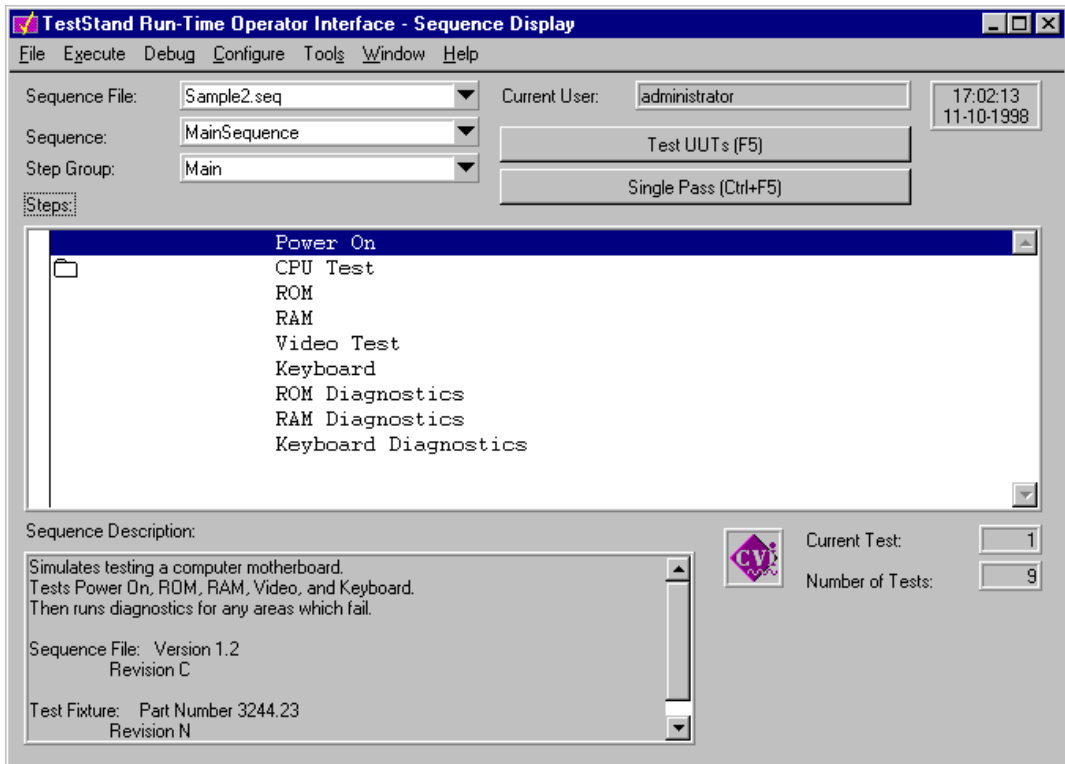 TestStand Run-Time Operator Interface - Sequence Display
File Execute Debug Configure Tools Window Help
Sequence File: Sample2.seq Current User: administrator 17:02:13
11-10-1998
Sequence: MainSequence Test UUTs (F5)
Step Group: Main Single Pass (Ctrl+F5)
Steps:
Power On
CPU Test
ROM
RAM
Video Test
Keyboard
ROM Diagnostics
RAM Diagnostics
Keyboard Diagnostics
Sequence Description:
Simulates testing a computer motherboard.
Tests Power On, ROM, RAM, Video, and Keyboard.
Then runs diagnostics for any areas which fail.
Sequence File: Version 1.2
Revision C
Test Fixture: Part Number 3244.23
Revision N
CVI
Current Test: 1
Number of Tests: 9